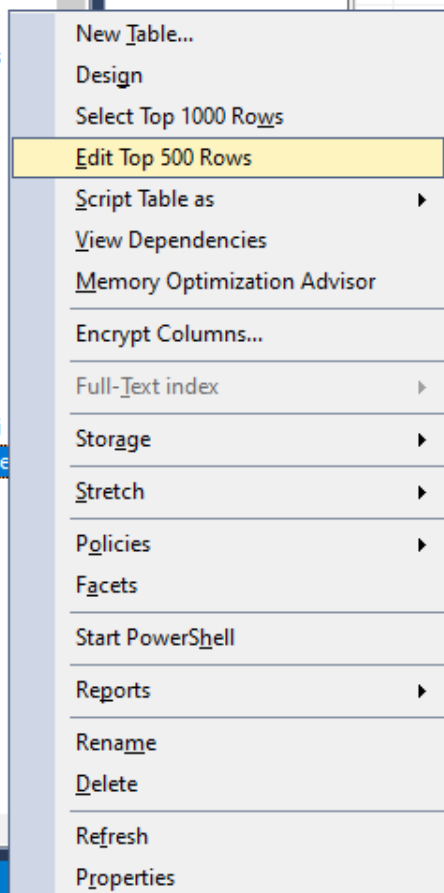 New Table...
Design
Select Top 1000 Rows
Edit Top 500 Rows
Script Table as
View Dependencies
Memory Optimization Advisor
Encrypt Columns...
Full-Text index
Storage
Stretch
Policies
Facets
Start PowerShell
Reports
Rename
Delete
Refresh
Properties